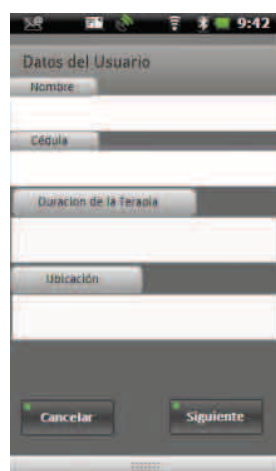 9:42
Datos del Usuario
Nombre
Cédula
Duracion de la Terapia
Ubicación
Cancelar
Siguiente